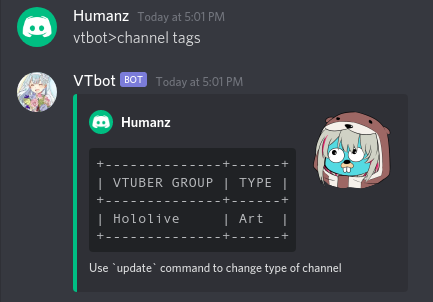 Humanz Today at 5:01 PM
vtbot>channel tags
VTbot BOT Today at 5:01 PM
Humanz
+--------------+------+
| VTUBER GROUP | TYPE |
+--------------+------+
| Hololive     | Art  |
+--------------+------+
Use `update` command to change type of channel